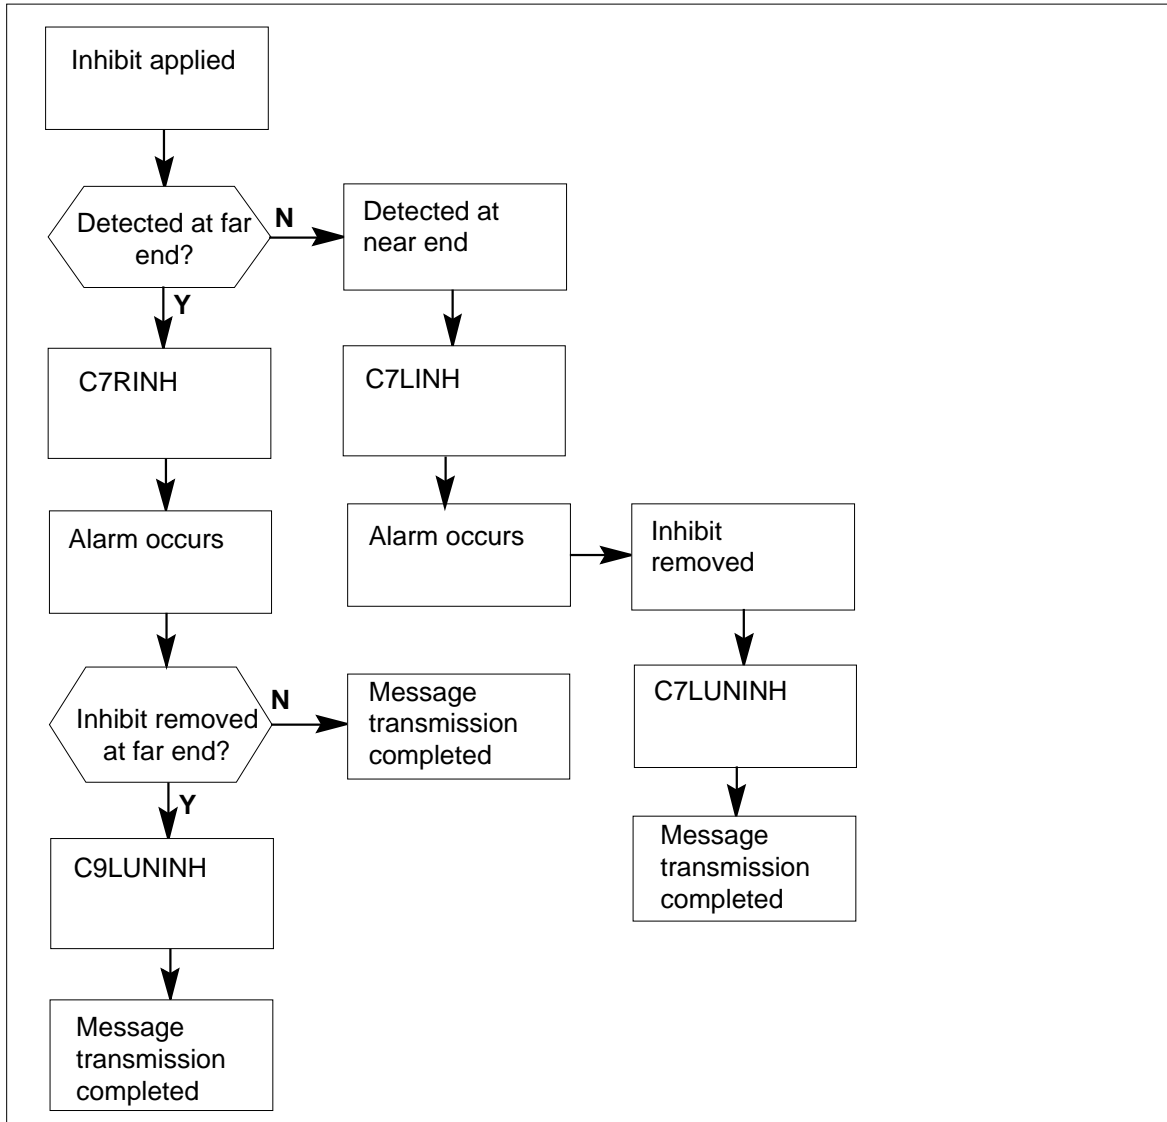 Inhibit applied
Detected at far
end?
N
Detected at
near end
Y
C7RINH
C7LINH
Alarm occurs
Alarm occurs
Inhibit
removed
Inhibit removed
at far end?
N
Message
transmission
completed
C7LUNINH
Y
C9LUNINH
Message
transmission
completed
Message
transmission
completed